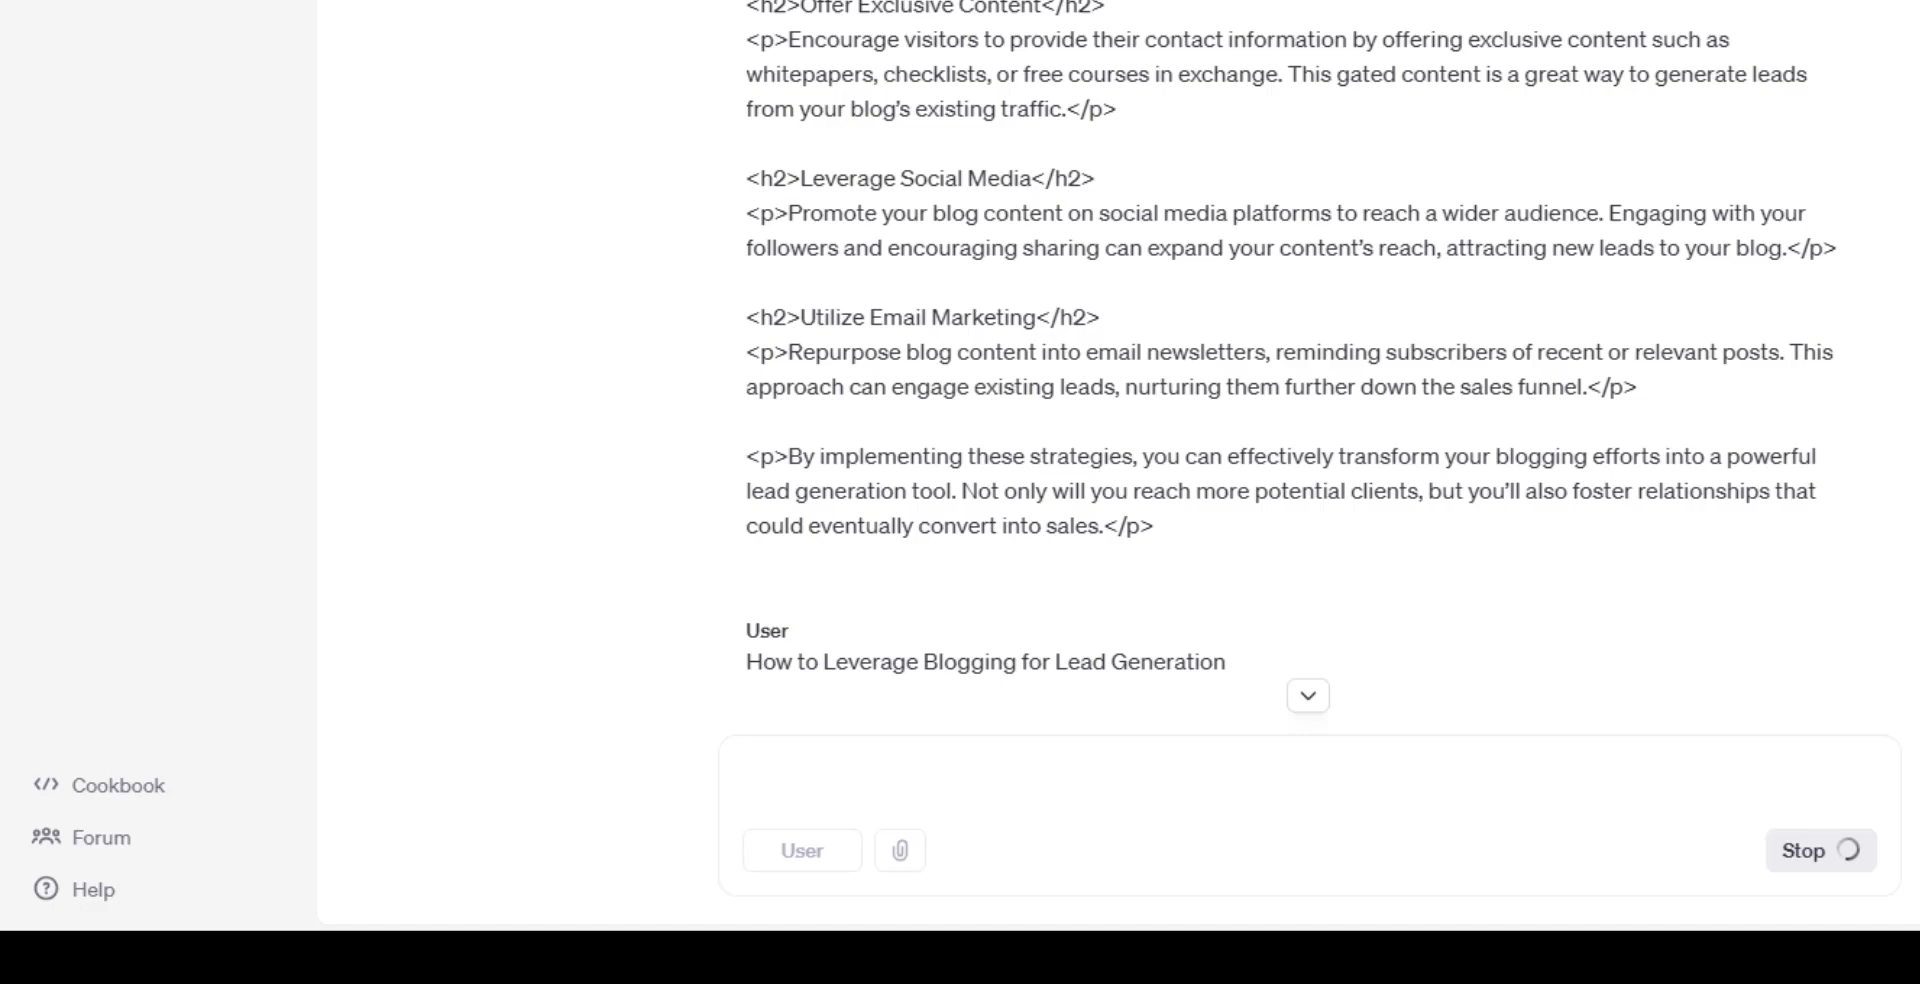 <h2>Offer Exclusive Content</h2>
<p>Encourage visitors to provide their contact information by offering exclusive content such as
whitepapers, checklists, or free courses in exchange. This gated content is a great way to generate leads
from your blog’s existing traffic.</p>
<h2>Leverage Social Media</h2>
<p>Promote your blog content on social media platforms to reach a wider audience. Engaging with your
followers and encouraging sharing can expand your content’s reach, attracting new leads to your blog.</p>
<h2>Utilize Email Marketing</h2>
<p>Repurpose blog content into email newsletters, reminding subscribers of recent or relevant posts. This
approach can engage existing leads, nurturing them further down the sales funnel.</p>
<p>By implementing these strategies, you can effectively transform your blogging efforts into a powerful
lead generation tool. Not only will you reach more potential clients, but you’ll also foster relationships that
could eventually convert into sales.</p>
User
How to Leverage Blogging for Lead Generation
Cookbook
Forum
Help
User
Stop